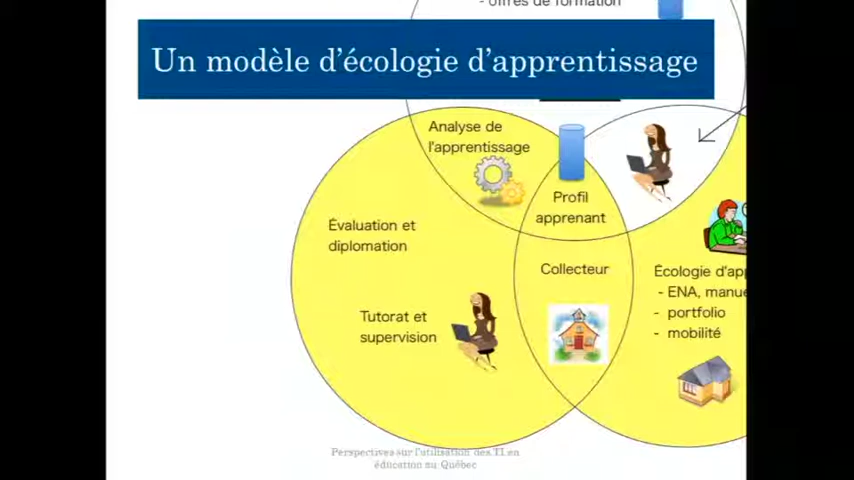 - offres de formation
Un modèle d'écologie d'apprentissage
Analyse de
l'apprentissage
Profil
apprenant
Évaluation et
diplomation
Collecteur
Écologie d'app
- ENA, manue
- portfolio
- mobilité
Tutorat et
supervision
Perspectives sur l'utilisation des TI en
éducation au Québec